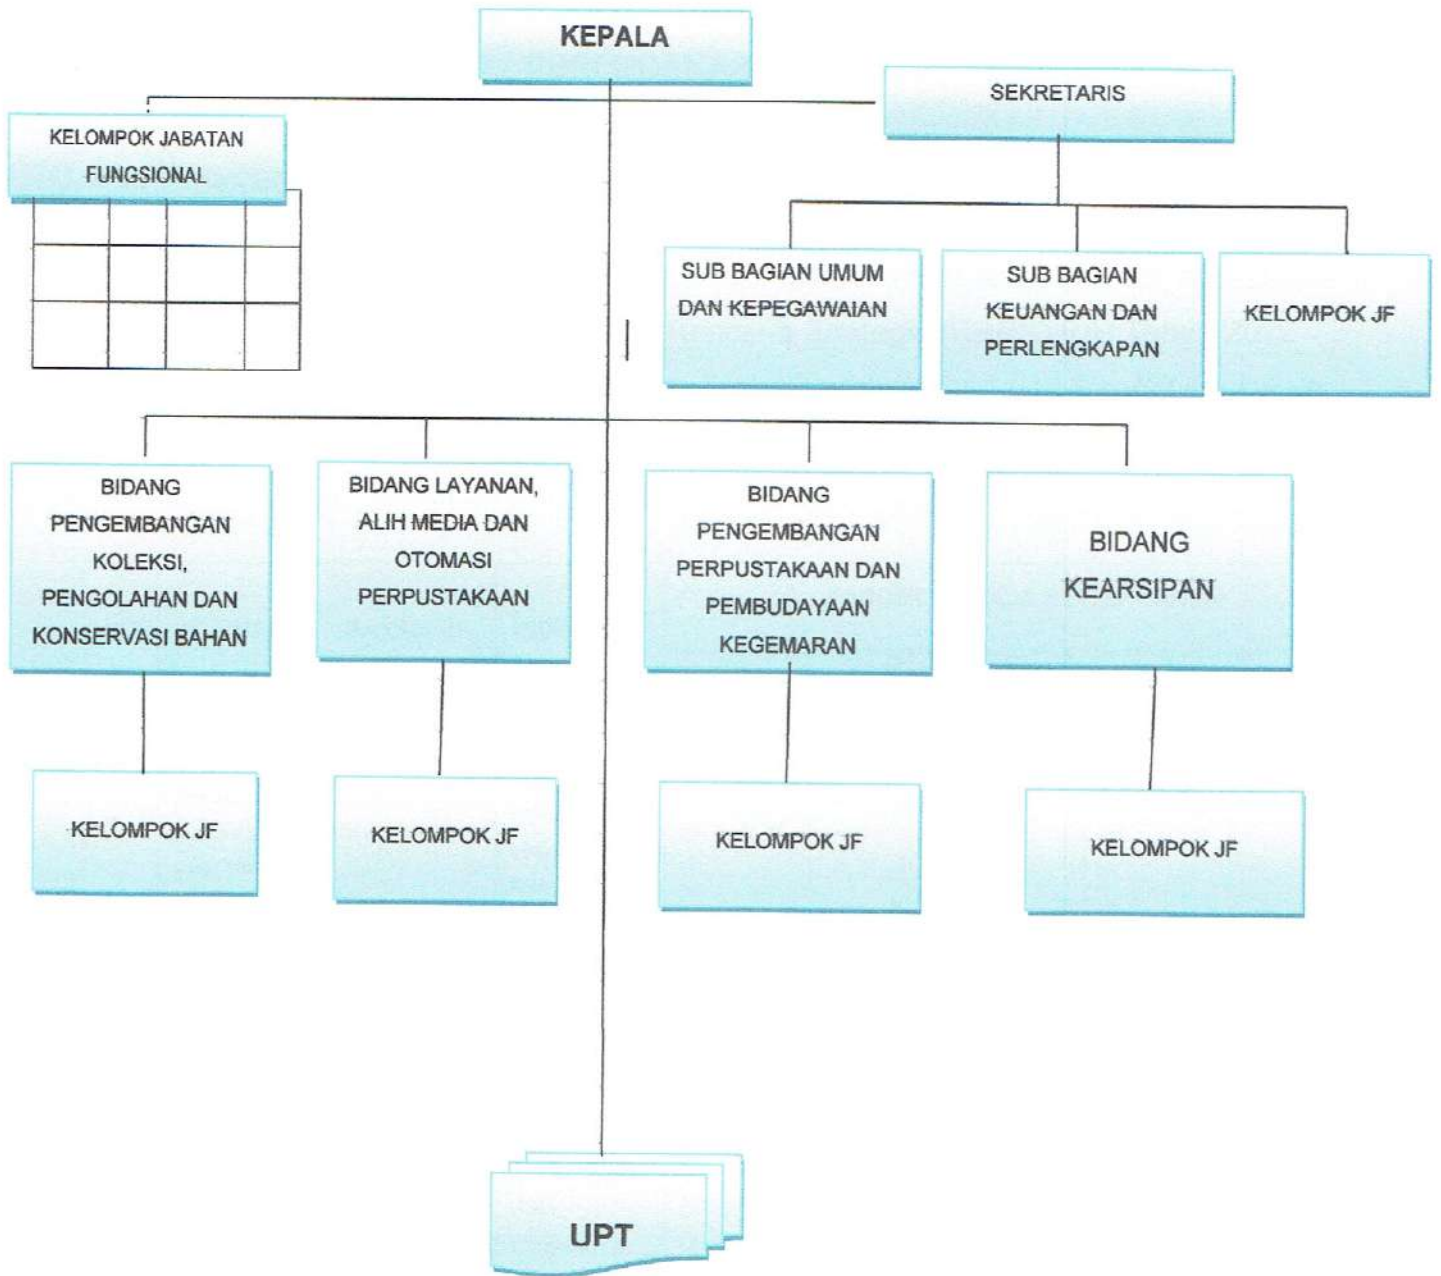 KEPALA
SEKRETARIS
KELOMPOK JABATAN
FUNGSIONAL
SUB BAGIAN UMUM
DAN KEPEGAWAIAN
SUB BAGIAN
KEUANGAN DAN
PERLENGKAPAN
KELOMPOK JF
BIDANG
PENGEMBANGAN
KOLEKSI,
PENGOLAHAN DAN
KONSERVASI BAHAN
BIDANG LAYANAN,
ALIH MEDIA DAN
OTOMASI
PERPUSTAKAAN
BIDANG
PENGEMBANGAN
PERPUSTAKAAN DAN
PEMBUDAYAAN
KEGEMARAN
BIDANG
KEARSIPAN
KELOMPOK JF
KELOMPOK JF
KELOMPOK JF
KELOMPOK JF
UPT